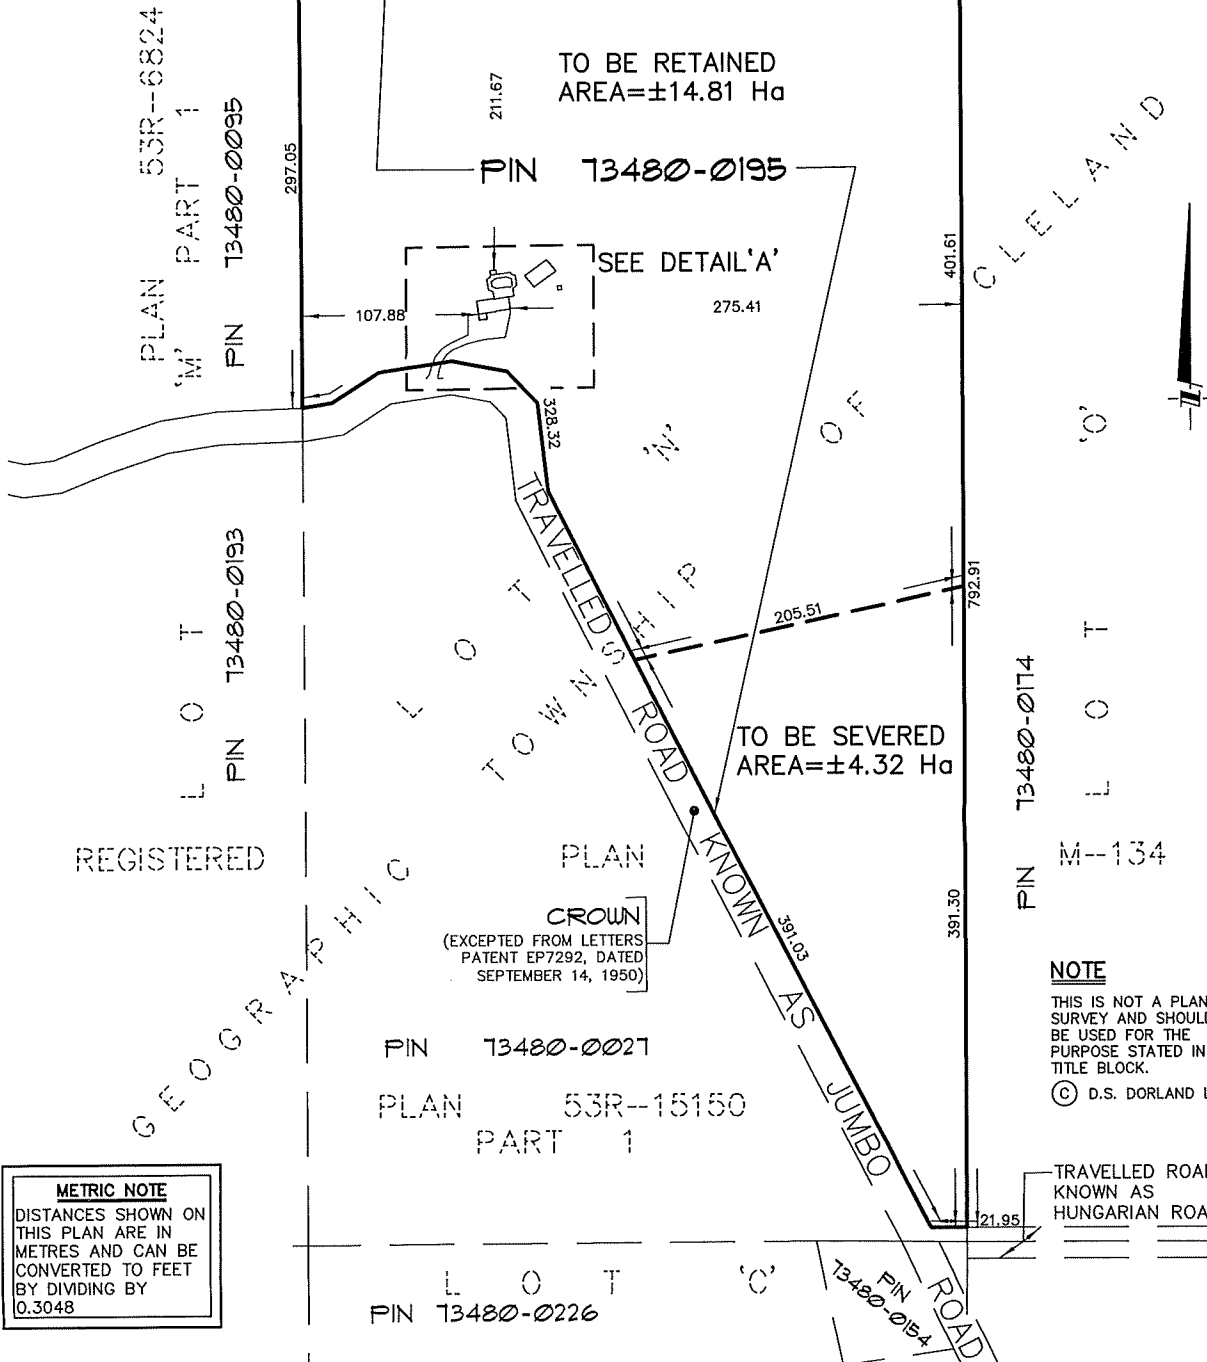 TO BE RETAINED
AREA=±14.81 Ha
PLAN 53R--6824
'M' PART 1
PIN 73480-0095
297.05
211.67
PIN 73480-0195
CLELAND
SEE DETAIL 'A'
107.88
275.41
401.61
328.32
'N'
OF
'O'
TRAVELLED ROAD KNOWN AS JUMBO ROAD
PIN 73480-0193
LOT
LOT
TOWNSHIP
205.51
792.91
LOT
PIN 73480-0174
TO BE SEVERED
AREA=±4.32 Ha
REGISTERED PLAN M--134
GEOGRAPHIC
CROWN
(EXCEPTED FROM LETTERS
PATENT EP7292, DATED
SEPTEMBER 14, 1950)
391.03
391.30
NOTE
THIS IS NOT A PLAN
SURVEY AND SHOULD
BE USED FOR THE
PURPOSE STATED IN
TITLE BLOCK.
© D.S. DORLAND L
PIN 73480-0027
PLAN 53R--15150
PART 1
METRIC NOTE
DISTANCES SHOWN ON
THIS PLAN ARE IN
METRES AND CAN BE
CONVERTED TO FEET
BY DIVIDING BY
0.3048
21.95
TRAVELLED ROA
KNOWN AS
HUNGARIAN ROA
LOT 'C'
PIN 73480-0226
PIN
73480-0154